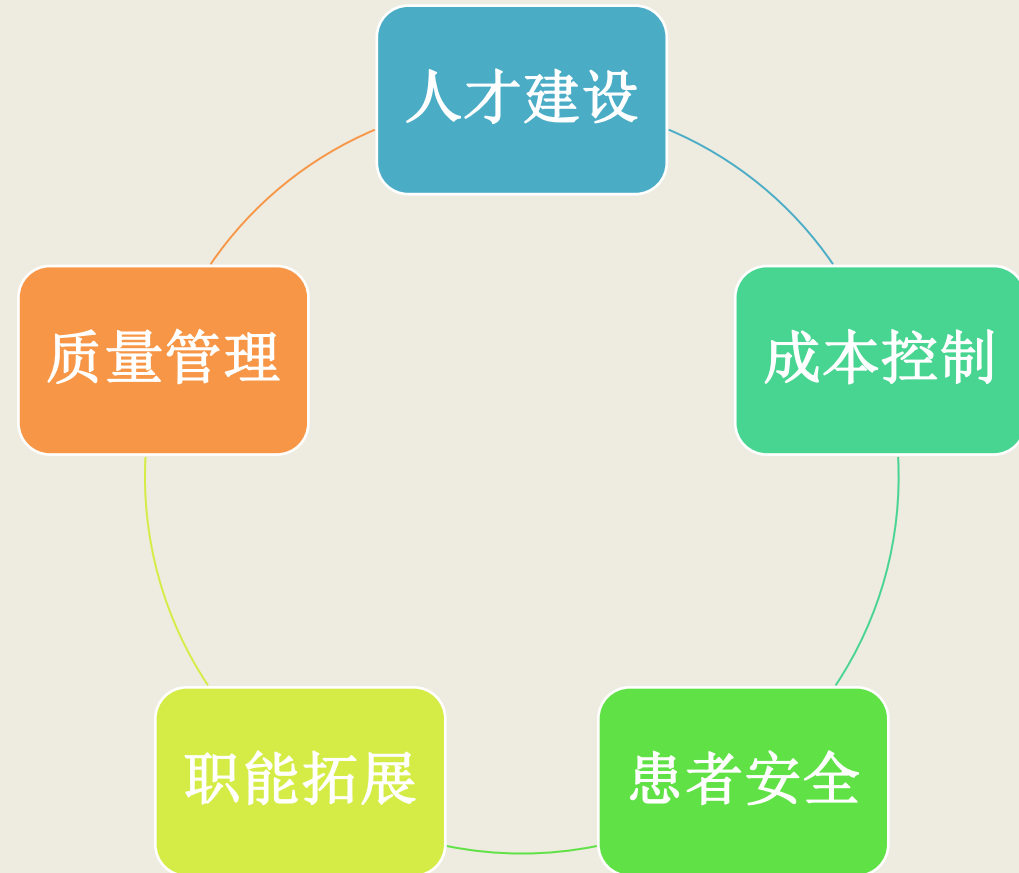 人才建设
成本控制
患者安全
职能拓展
质量管理